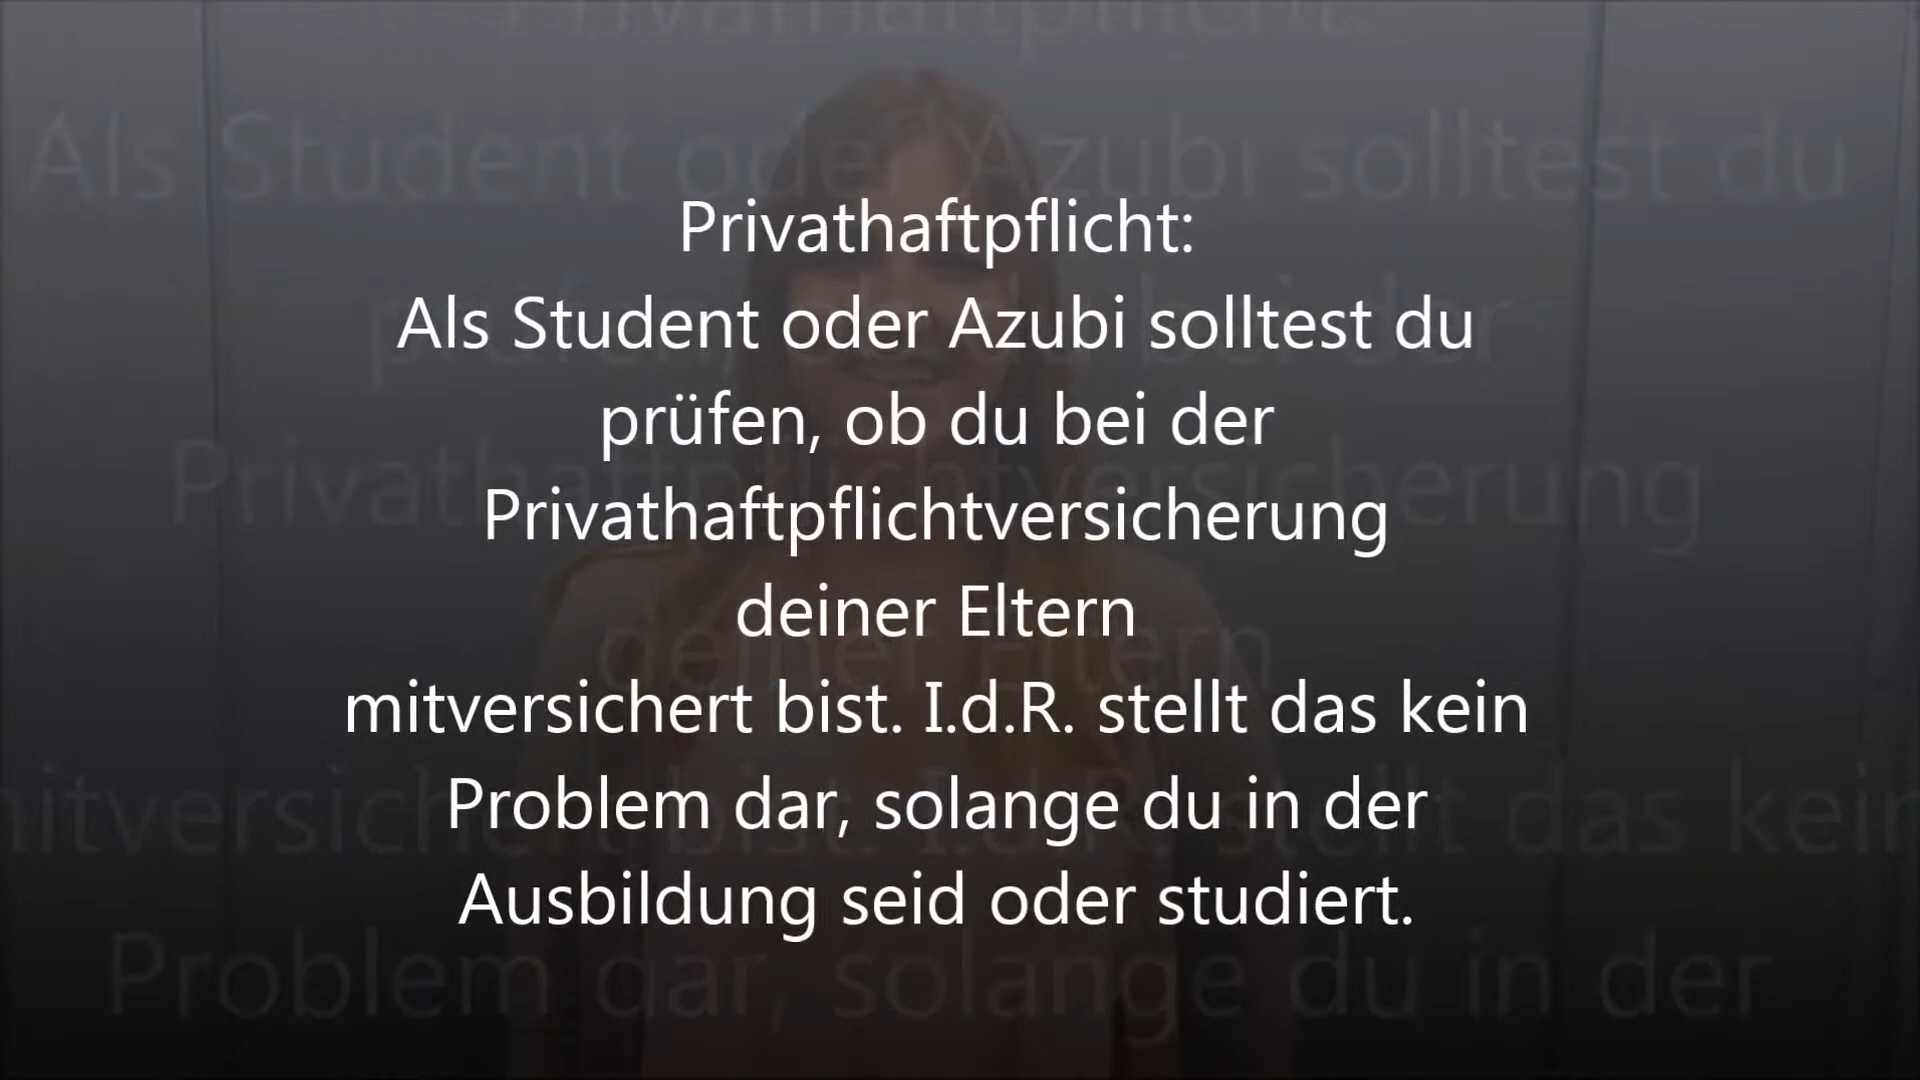 Privathaftpflicht:
Als Student oder Azubi solltest du
prüfen, ob du bei der
Privathaftpflichtversicherung
deiner Eltern
mitversichert bist. I.d.R. stellt das kein
Problem dar, solange du in der
Ausbildung seid oder studiert.